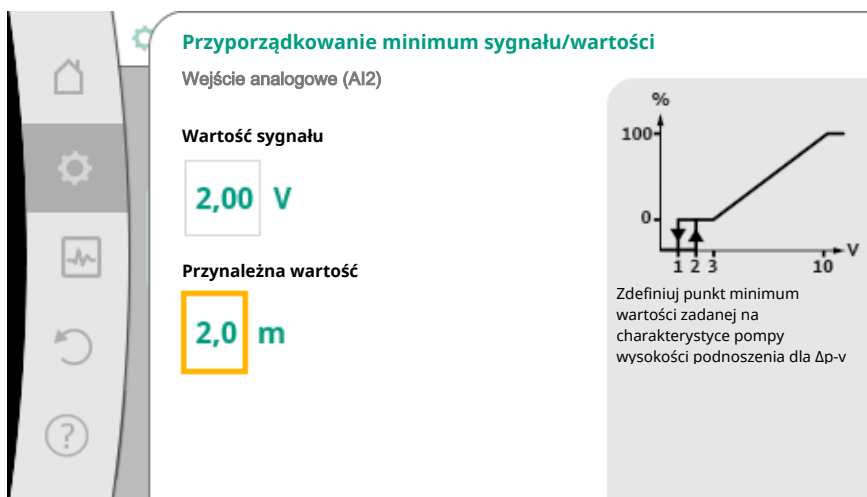 Przyporządkowanie minimum sygnału/wartości
Wejście analogowe (AI2)
Wartość sygnału
2,00 V
Przynależna wartość
2,0 m
%
100
0
1 2 3 10 V
Zdefiniuj punkt minimum
wartości zadanej na
charakterystyce pompy
wysokości podnoszenia dla Δp-v
?